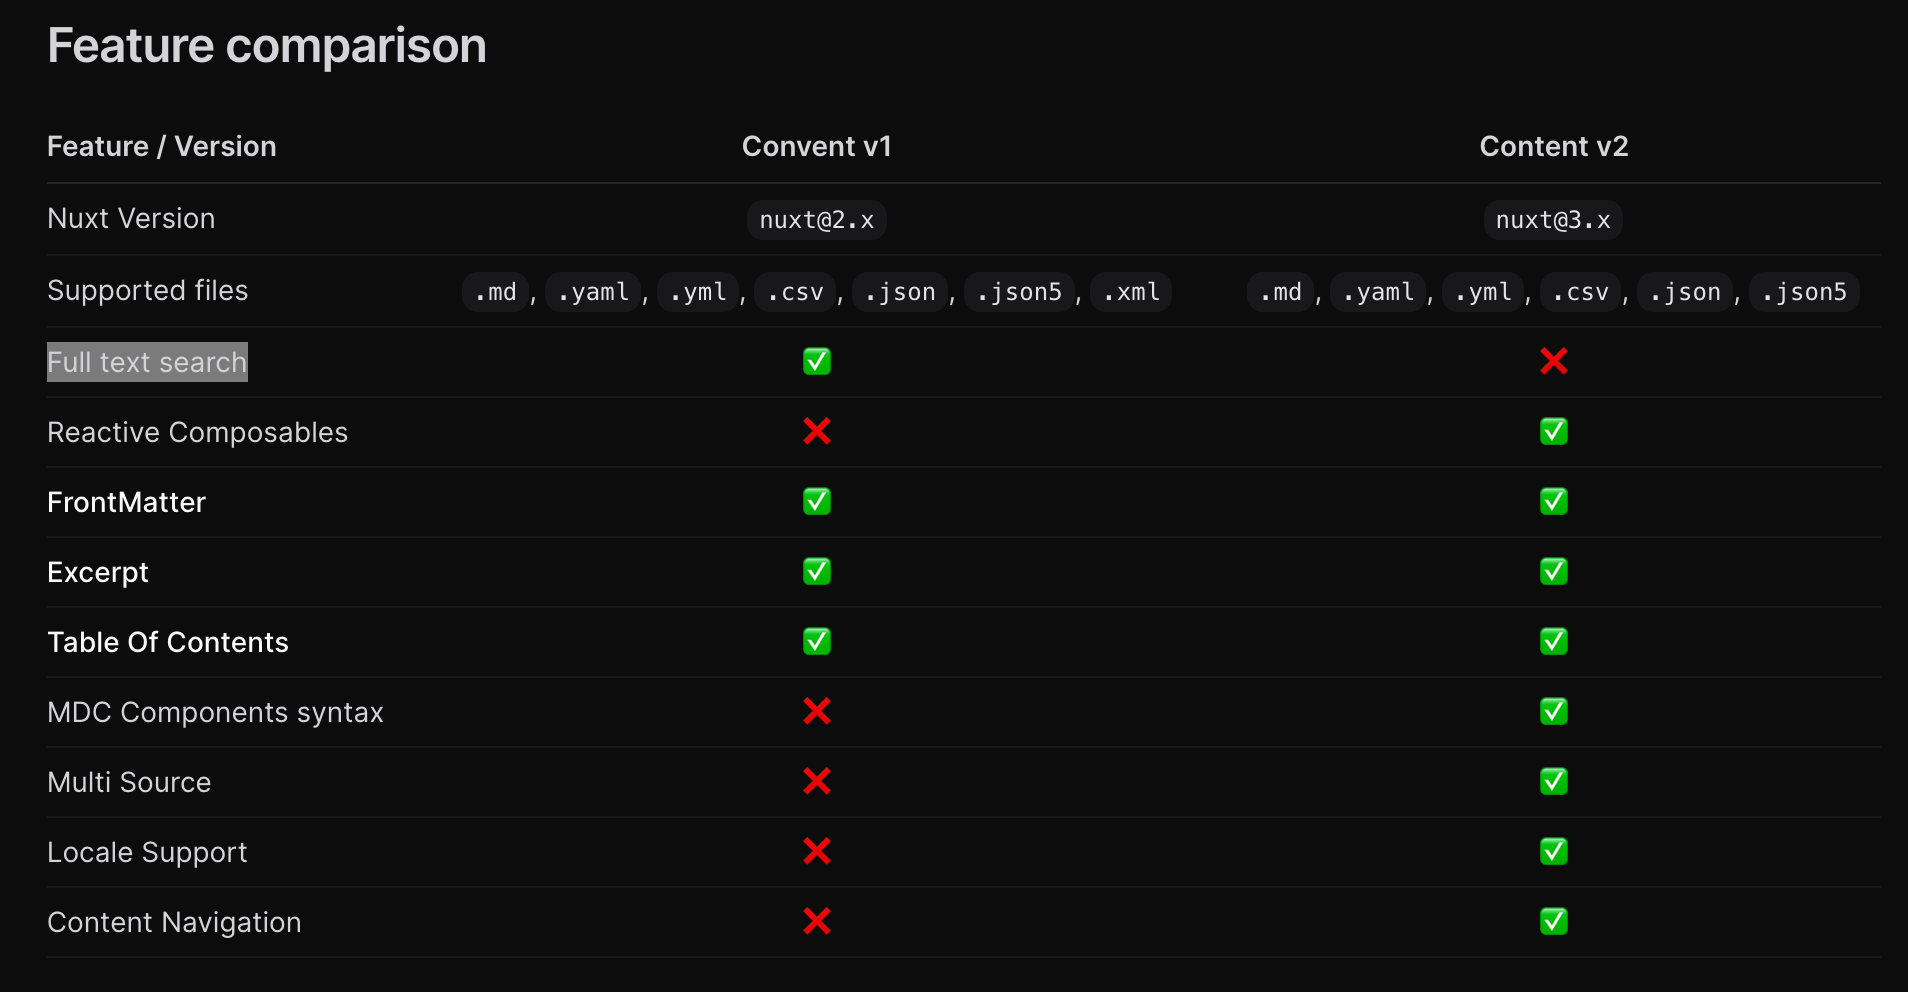 Feature comparison
Feature / Version Convent v1 Content v2
Nuxt Version nuxt@2.x nuxt@3.x
Supported files .md, .yaml, .yml, .csv, .json, .json5, .xml .md, .yaml, .yml, .csv, .json, .json5
Full text search ✅ ❌
Reactive Composables ❌ ✅
FrontMatter ✅ ✅
Excerpt ✅ ✅
Table Of Contents ✅ ✅
MDC Components syntax ❌ ✅
Multi Source ❌ ✅
Locale Support ❌ ✅
Content Navigation ❌ ✅